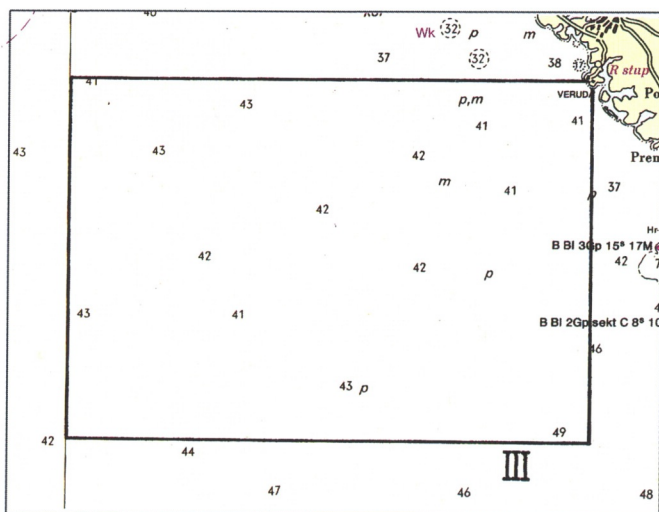 Wk 32 p m
37 32 38 17 R stup
41 43 p,m VERUDA Po
41 41
43 43 42 Prem
m 41 p 37
42
B Bl 3Gp 15ˢ 17M
42 42 p 42
43 41 B Bl 2Gp sekt C 8ˢ 10
46
43 p
42 49
44 III
47 46 48